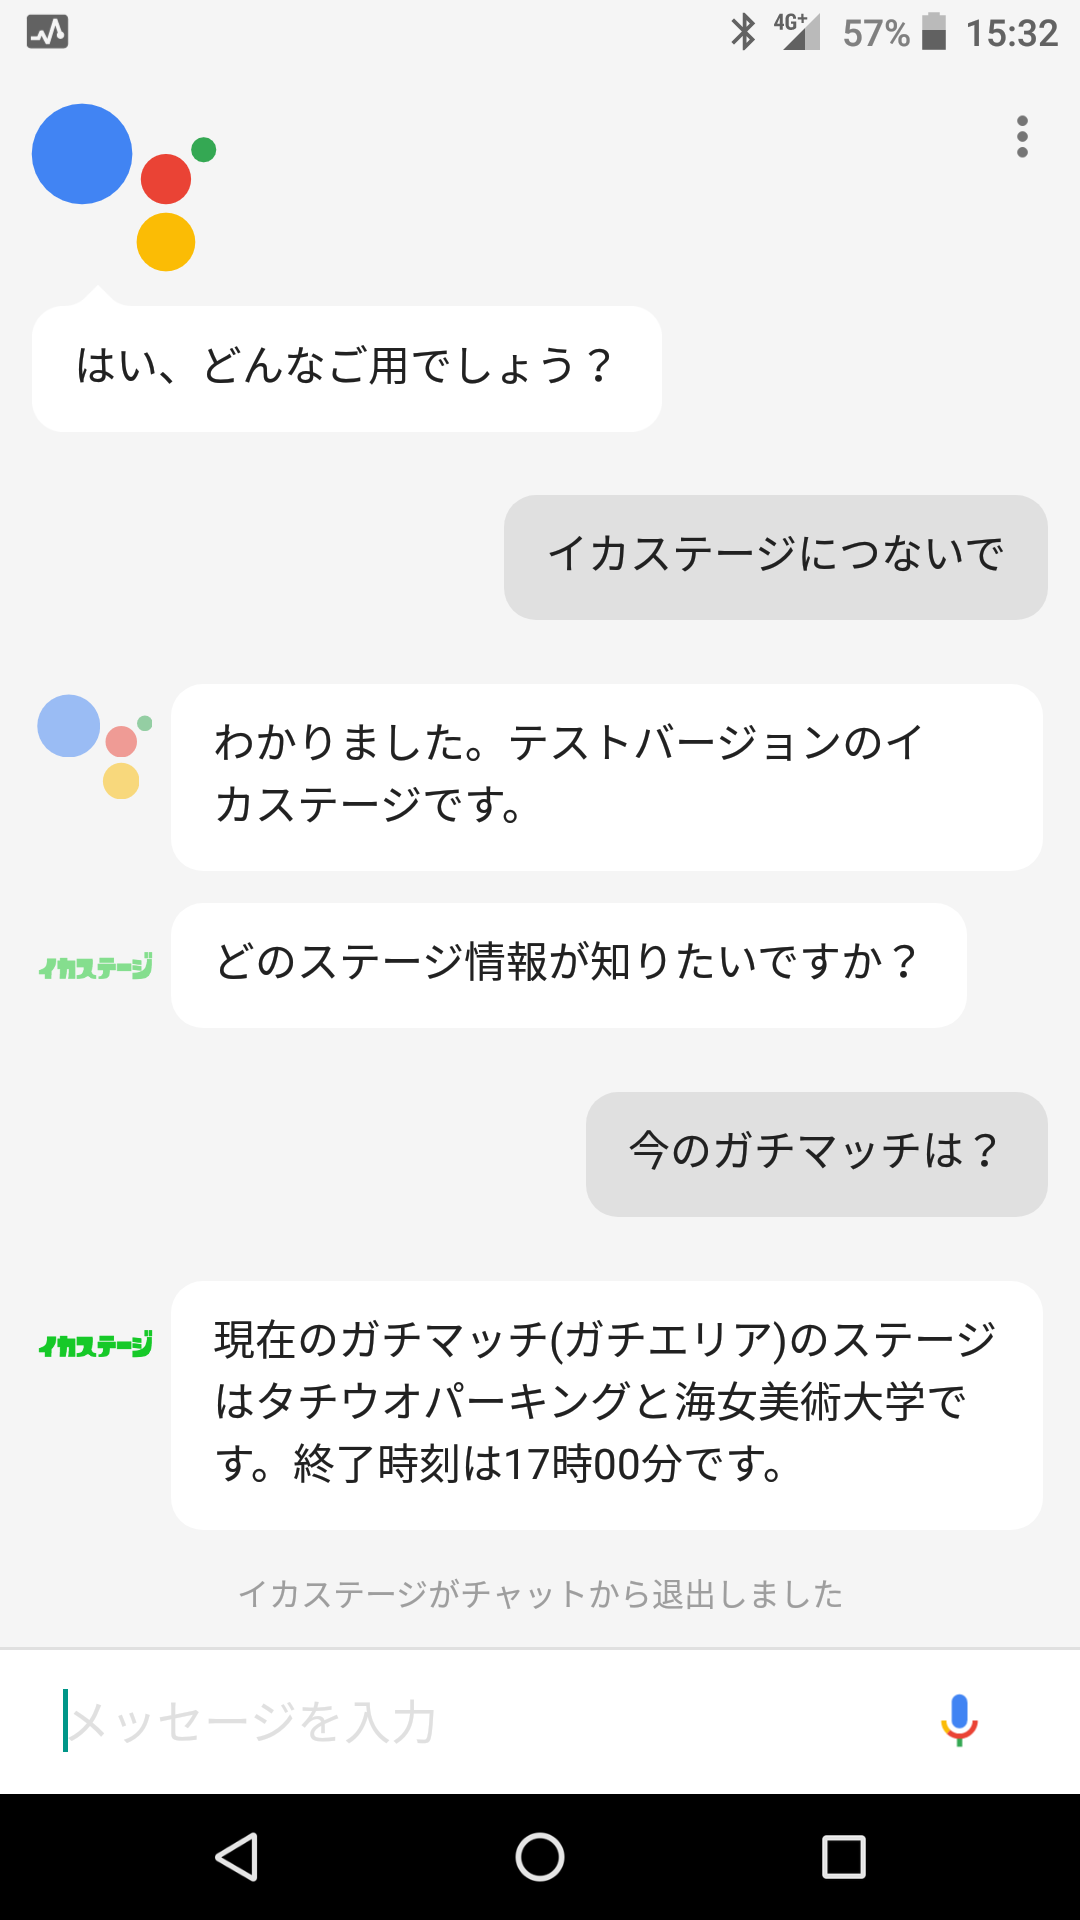 4G+ 57% 15:32
はい、どんなご用でしょう？
イカステージにつないで
わかりました。テストバージョンのイ
カステージです。
イカステージ
どのステージ情報が知りたいですか？
今のガチマッチは？
イカステージ
現在のガチマッチ(ガチエリア)のステージ
はタチウオパーキングと海女美術大学で
す。終了時刻は17時00分です。
イカステージがチャットから退出しました
メッセージを入力